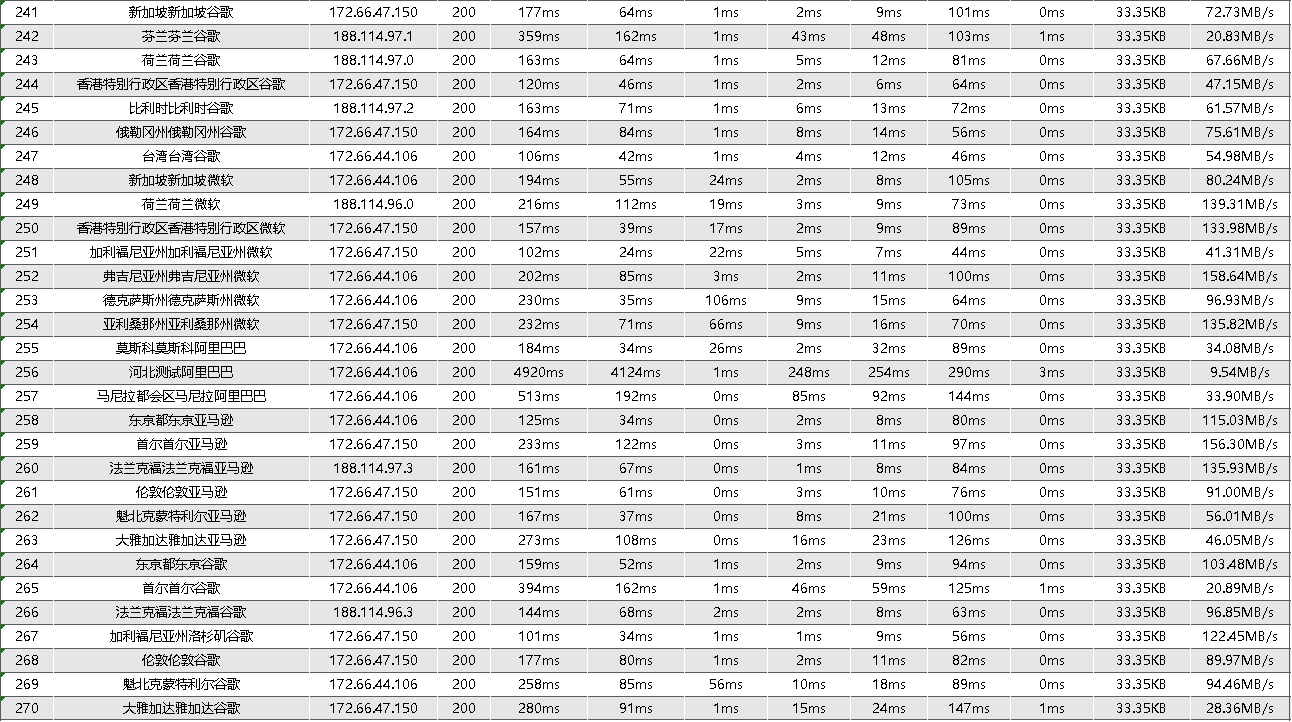 241 新加坡新加坡谷歌 172.66.47.150 200 177ms 64ms 1ms 2ms 9ms 101ms 0ms 33.35KB 72.73MB/s
242 芬兰芬兰谷歌 188.114.97.1 200 359ms 162ms 1ms 43ms 48ms 103ms 1ms 33.35KB 20.83MB/s
243 荷兰荷兰谷歌 188.114.97.0 200 163ms 64ms 1ms 5ms 12ms 81ms 0ms 33.35KB 67.66MB/s
244 香港特别行政区香港特别行政区谷歌 172.66.47.150 200 120ms 46ms 1ms 2ms 6ms 64ms 0ms 33.35KB 47.15MB/s
245 比利时比利时谷歌 188.114.97.2 200 163ms 71ms 1ms 6ms 13ms 72ms 0ms 33.35KB 61.57MB/s
246 俄勒冈州俄勒冈州谷歌 172.66.47.150 200 164ms 84ms 1ms 8ms 14ms 56ms 0ms 33.35KB 75.61MB/s
247 台湾台湾谷歌 172.66.44.106 200 106ms 42ms 1ms 4ms 12ms 46ms 0ms 33.35KB 54.98MB/s
248 新加坡新加坡微软 172.66.44.106 200 194ms 55ms 24ms 2ms 8ms 105ms 0ms 33.35KB 80.24MB/s
249 荷兰荷兰微软 188.114.96.0 200 216ms 112ms 19ms 3ms 9ms 73ms 0ms 33.35KB 139.31MB/s
250 香港特别行政区香港特别行政区微软 172.66.47.150 200 157ms 39ms 17ms 2ms 9ms 89ms 0ms 33.35KB 133.98MB/s
251 加利福尼亚州加利福尼亚州微软 172.66.47.150 200 102ms 24ms 22ms 5ms 7ms 44ms 0ms 33.35KB 41.31MB/s
252 弗吉尼亚州弗吉尼亚州微软 172.66.44.106 200 202ms 85ms 3ms 2ms 11ms 100ms 0ms 33.35KB 158.64MB/s
253 德克萨斯州德克萨斯州微软 172.66.44.106 200 230ms 35ms 106ms 9ms 15ms 64ms 0ms 33.35KB 96.93MB/s
254 亚利桑那州亚利桑那州微软 172.66.47.150 200 232ms 71ms 66ms 9ms 16ms 70ms 0ms 33.35KB 135.82MB/s
255 莫斯科莫斯科阿里巴巴 172.66.44.106 200 184ms 34ms 26ms 2ms 32ms 89ms 0ms 33.35KB 34.08MB/s
256 河北测试阿里巴巴 172.66.44.106 200 4920ms 4124ms 1ms 248ms 254ms 290ms 3ms 33.35KB 9.54MB/s
257 马尼拉都会区马尼拉阿里巴巴 172.66.44.106 200 513ms 192ms 0ms 85ms 92ms 144ms 0ms 33.35KB 33.90MB/s
258 东京都东京亚马逊 172.66.44.106 200 125ms 34ms 0ms 2ms 8ms 80ms 0ms 33.35KB 115.03MB/s
259 首尔首尔亚马逊 172.66.47.150 200 233ms 122ms 0ms 3ms 11ms 97ms 0ms 33.35KB 156.30MB/s
260 法兰克福法兰克福亚马逊 188.114.97.3 200 161ms 67ms 0ms 1ms 8ms 84ms 0ms 33.35KB 135.93MB/s
261 伦敦伦敦亚马逊 172.66.47.150 200 151ms 61ms 0ms 3ms 10ms 76ms 0ms 33.35KB 91.00MB/s
262 魁北克蒙特利尔亚马逊 172.66.47.150 200 167ms 37ms 0ms 8ms 21ms 100ms 0ms 33.35KB 56.01MB/s
263 大雅加达雅加达亚马逊 172.66.47.150 200 273ms 108ms 0ms 16ms 23ms 126ms 0ms 33.35KB 46.05MB/s
264 东京都东京谷歌 172.66.44.106 200 159ms 52ms 1ms 2ms 9ms 94ms 0ms 33.35KB 103.48MB/s
265 首尔首尔谷歌 172.66.44.106 200 394ms 162ms 1ms 46ms 59ms 125ms 1ms 33.35KB 20.89MB/s
266 法兰克福法兰克福谷歌 188.114.96.3 200 144ms 68ms 2ms 2ms 8ms 63ms 0ms 33.35KB 96.85MB/s
267 加利福尼亚州洛杉矶谷歌 172.66.47.150 200 101ms 34ms 1ms 1ms 9ms 56ms 0ms 33.35KB 122.45MB/s
268 伦敦伦敦谷歌 172.66.47.150 200 177ms 80ms 1ms 2ms 11ms 82ms 0ms 33.35KB 89.97MB/s
269 魁北克蒙特利尔谷歌 172.66.44.106 200 258ms 85ms 56ms 10ms 18ms 89ms 0ms 33.35KB 94.46MB/s
270 大雅加达雅加达谷歌 172.66.47.150 200 280ms 91ms 1ms 15ms 24ms 147ms 1ms 33.35KB 28.36MB/s